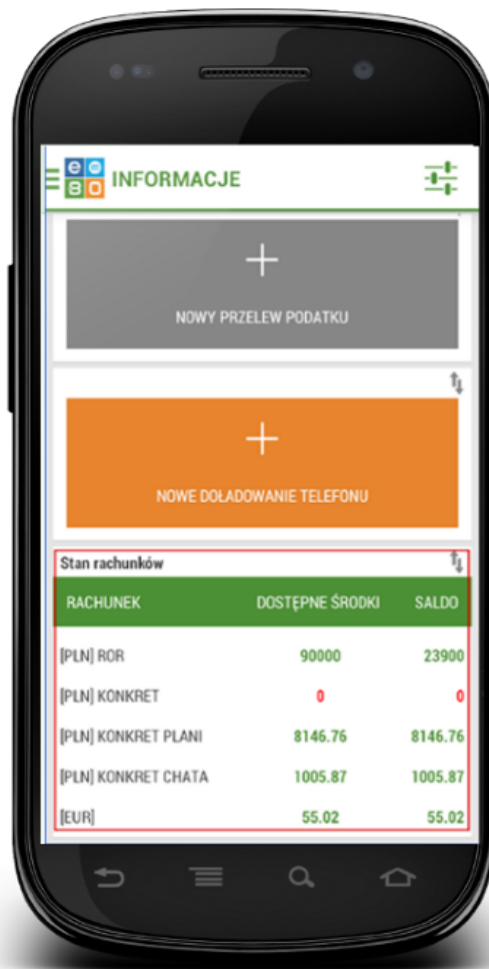 e m
B O INFORMACJE
NOWY PRZELEW PODATKU
NOWE DOŁADOWANIE TELEFONU
Stan rachunków
RACHUNEK DOSTĘPNE ŚRODKI SALDO
[PLN] ROR 90000 23900
[PLN] KONKRET 0 0
[PLN] KONKRET PLANI 8146.76 8146.76
[PLN] KONKRET CHATA 1005.87 1005.87
[EUR] 55.02 55.02